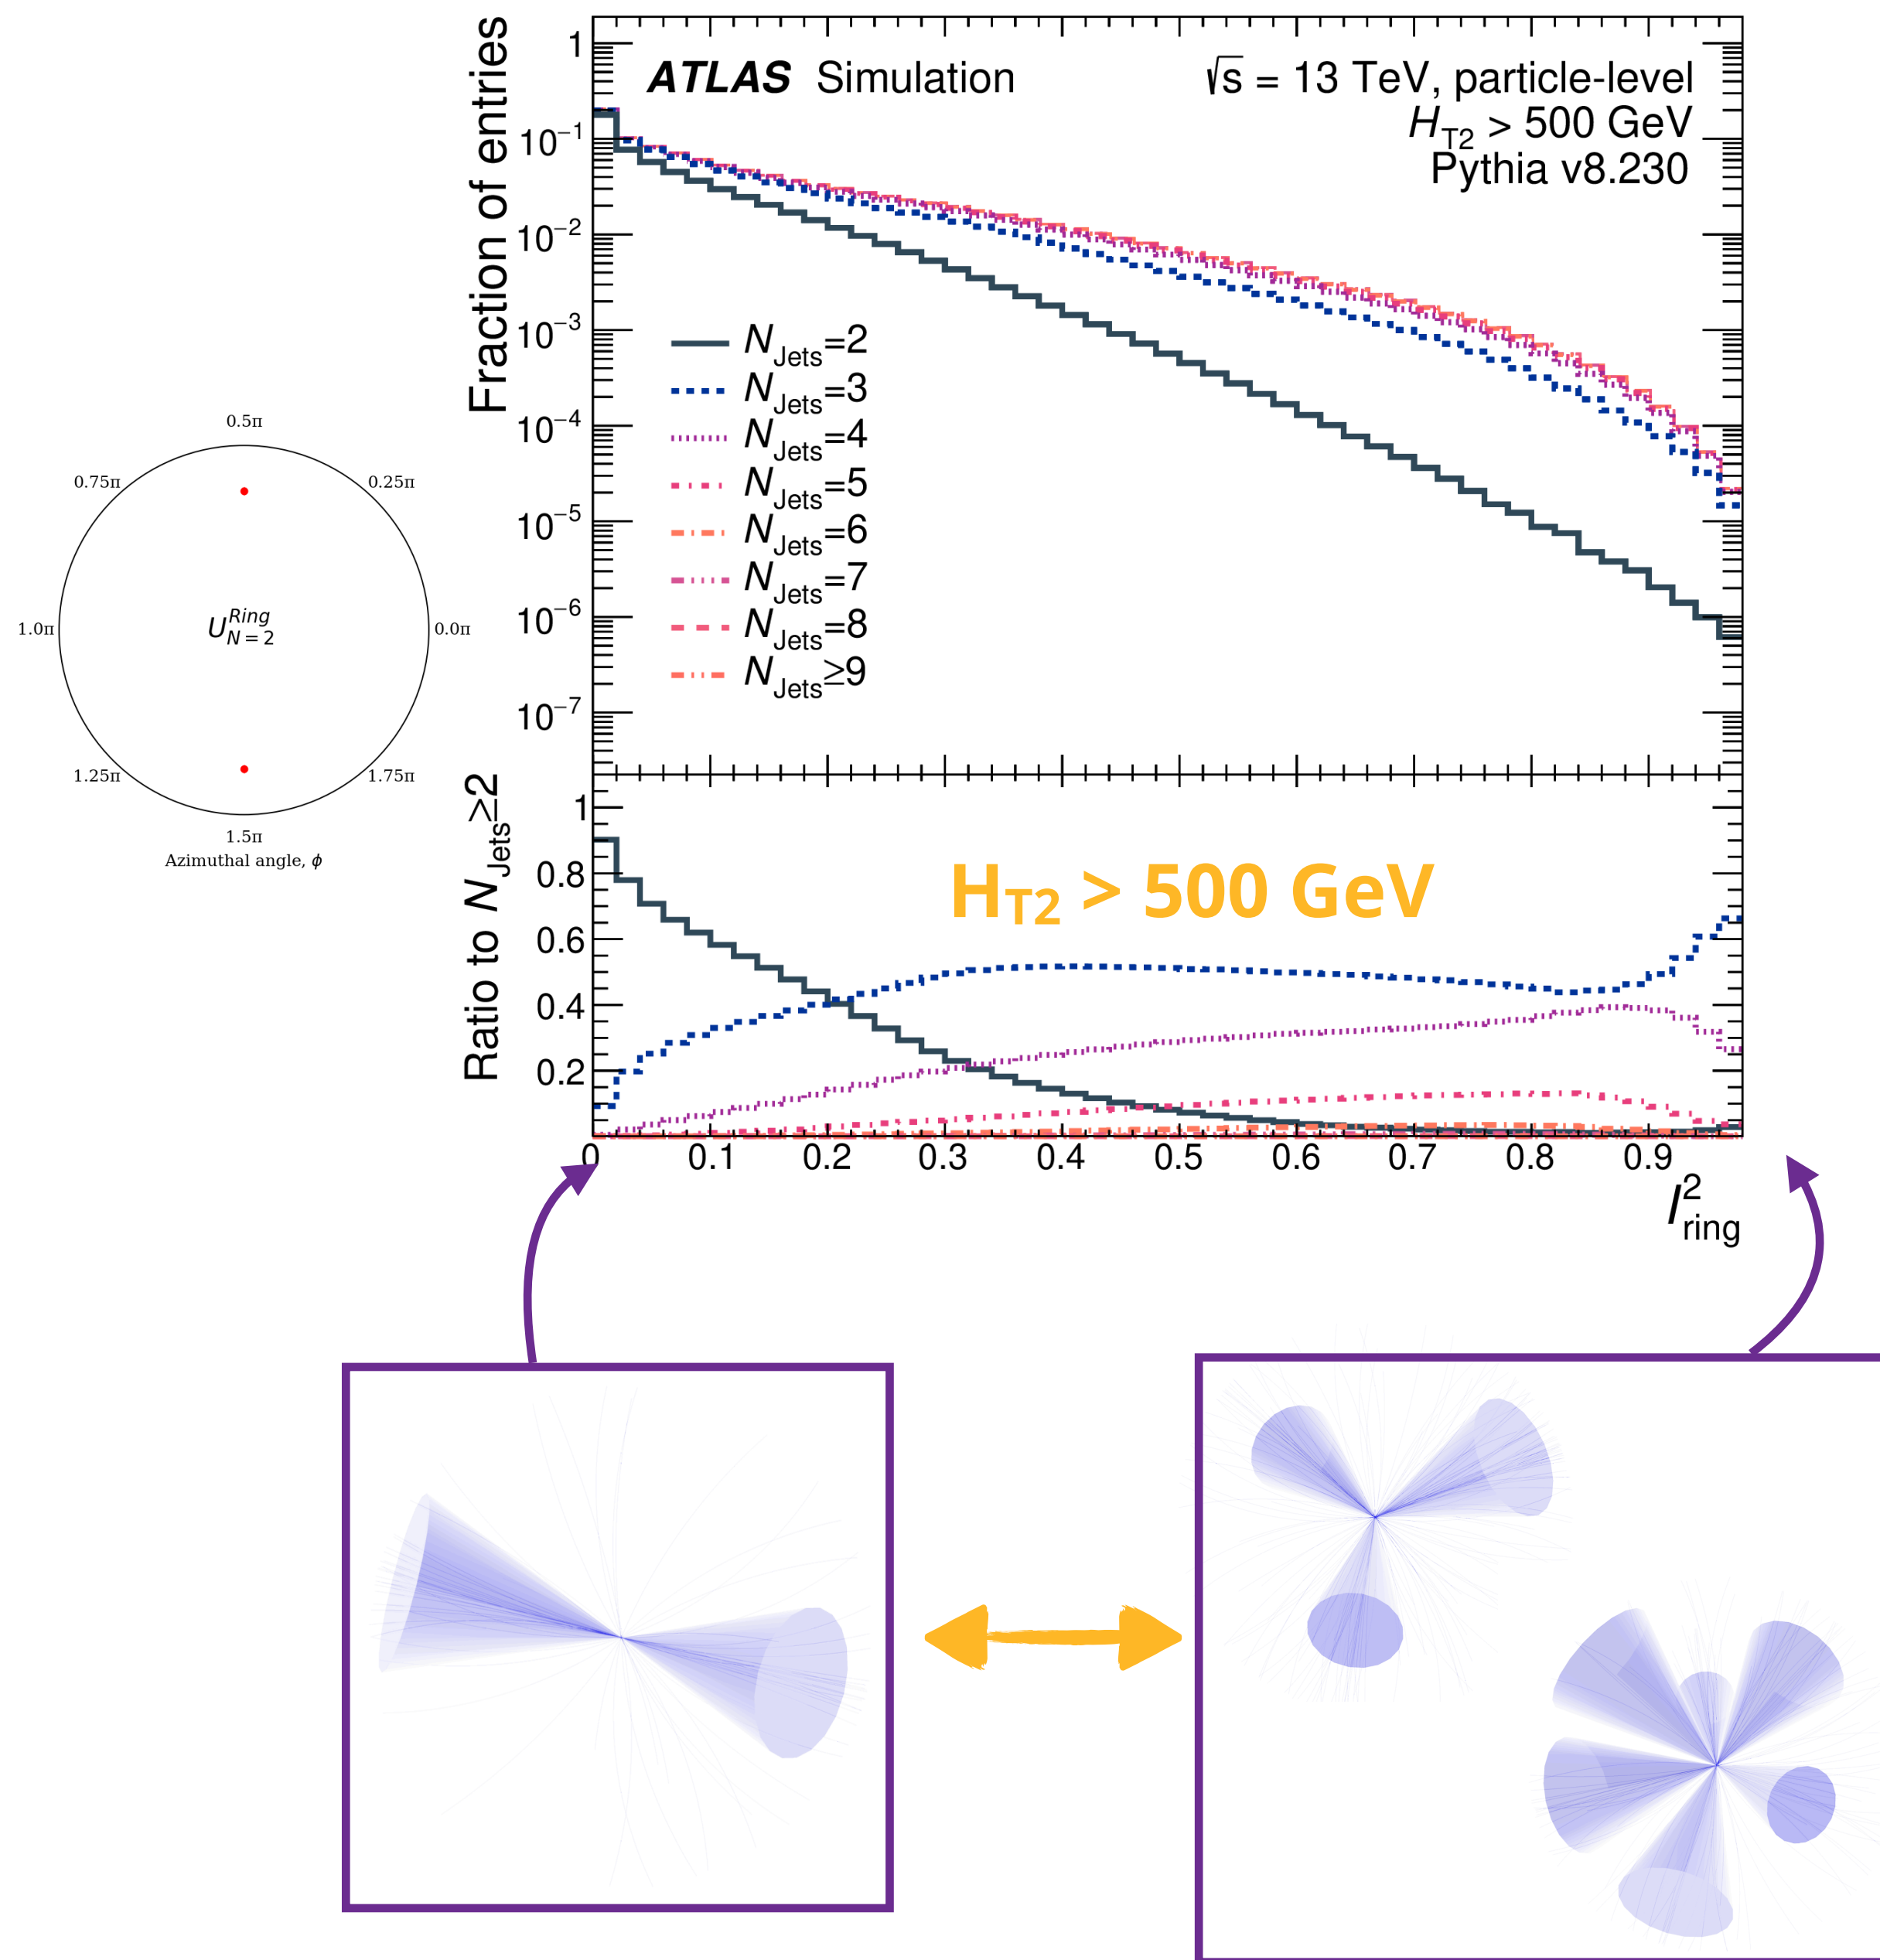 Fraction of entries
1
10⁻¹
10⁻²
10⁻³
10⁻⁴
10⁻⁵
10⁻⁶
10⁻⁷
ATLAS Simulation
√s = 13 TeV, particle-level
H_T2 > 500 GeV
Pythia v8.230
N_Jets=2
N_Jets=3
N_Jets=4
N_Jets=5
N_Jets=6
N_Jets=7
N_Jets=8
N_Jets≥9
0.5π
0.75π
0.25π
1.0π
U^Ring_N=2
0.0π
1.25π
1.75π
1.5π
Azimuthal angle, ϕ
Ratio to N_Jets≥2
1
0.8
0.6
0.4
0.2
H_T2 > 500 GeV
0 0.1 0.2 0.3 0.4 0.5 0.6 0.7 0.8 0.9
I²_ring